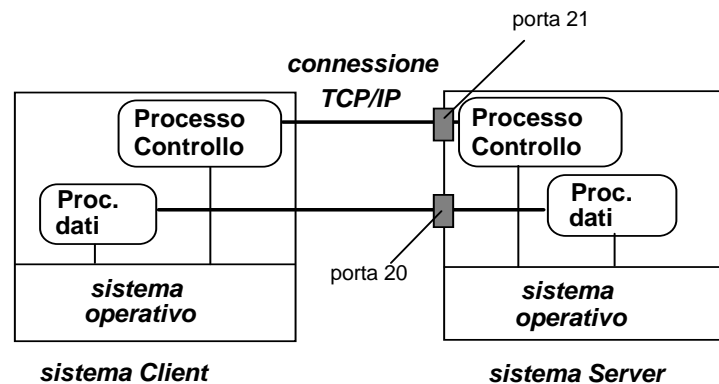 porta 21
connessione
TCP/IP
Processo
Controllo
Processo
Controllo
Proc.
dati
Proc.
dati
porta 20
sistema
operativo
sistema
operativo
sistema Client
sistema Server